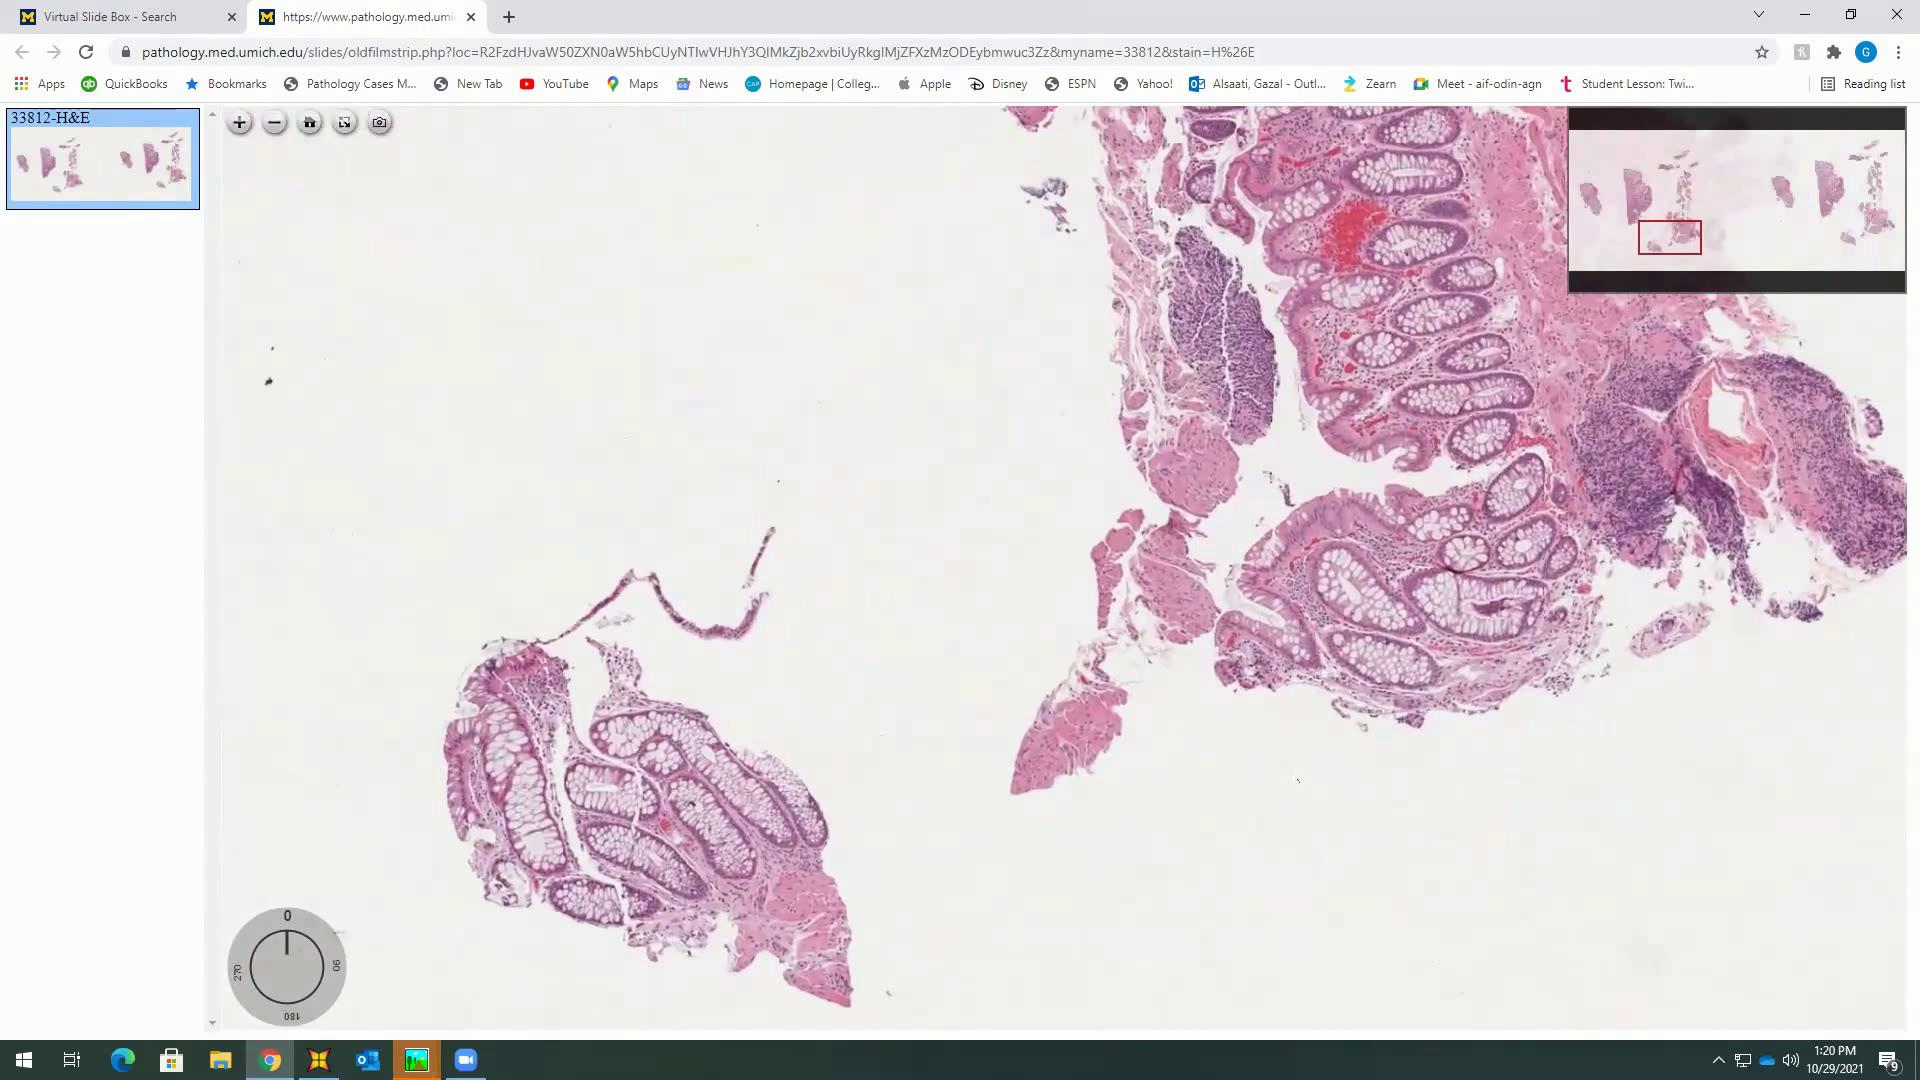 Virtual Slide Box - Search
https://www.pathology.med.umi
pathology.med.umich.edu/slides/oldfilmstrip.php?loc=R2FzdHJvaW50ZXN0aW5hbCUyNTIwVHJhY3QlMkZjb2xvbiUyRkglMjZFXzMzODEybmwuc3Zz&myname=33812&stain=H%26E
G
Apps
QuickBooks
Bookmarks
Pathology Cases M...
New Tab
YouTube
Maps
News
CAP
Homepage | Colleg...
Apple
Disney
ESPN
Yahoo!
Alsaati, Gazal - Outl...
Zearn
Meet - aif-odin-agn
Student Lesson: Twi...
Reading list
33812-H&E
0
90
180
270
1:20 PM
10/29/2021
9